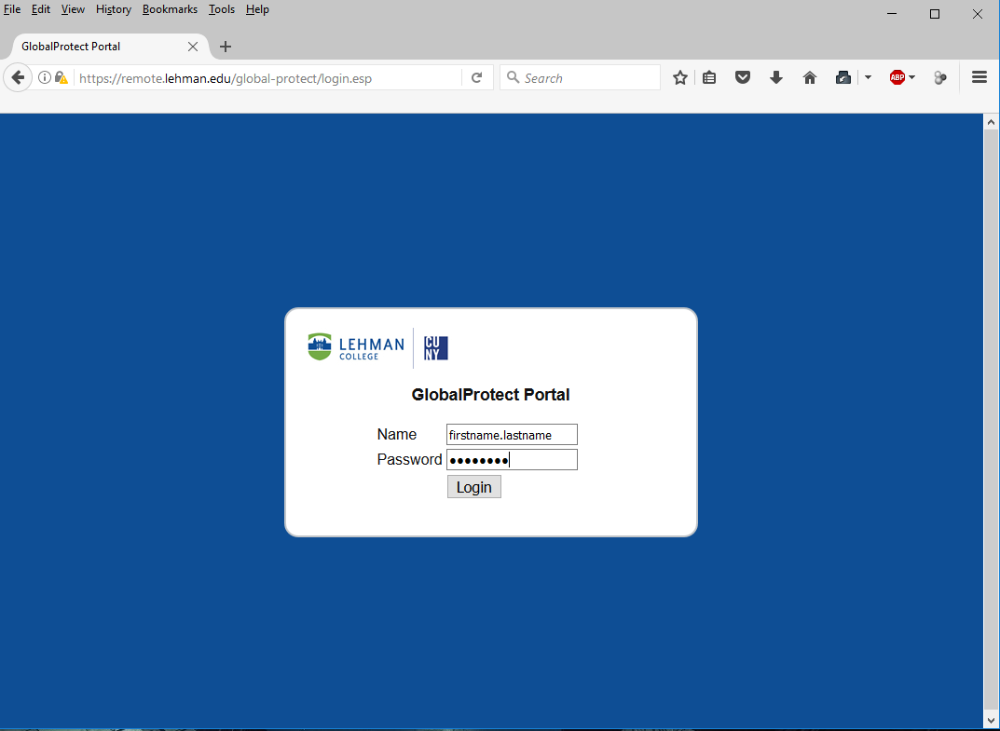 File Edit View History Bookmarks Tools Help
GlobalProtect Portal
https://remote.lehman.edu/global-protect/login.esp
Search
ABP
LEHMAN
COLLEGE
CU
NY
GlobalProtect Portal
Name firstname.lastname
Password ••••••••
Login